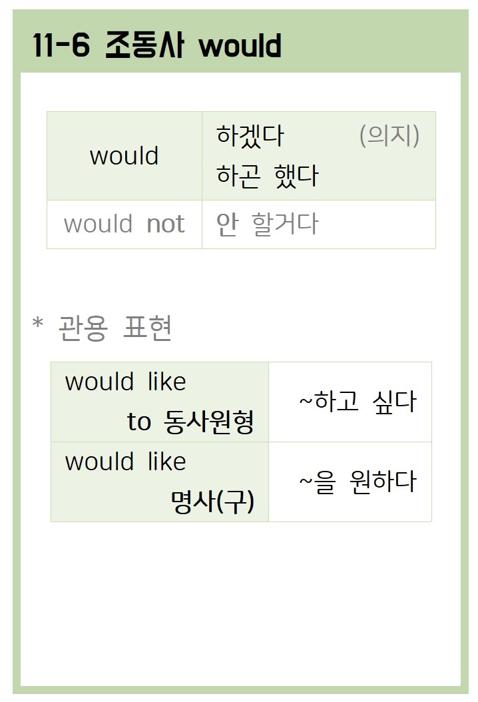 11-6 조동사 would
would
하겠다 (의지)
하곤 했다
would not
안 할거다
* 관용 표현
would like
to 동사원형
~하고 싶다
would like
명사(구)
~을 원하다